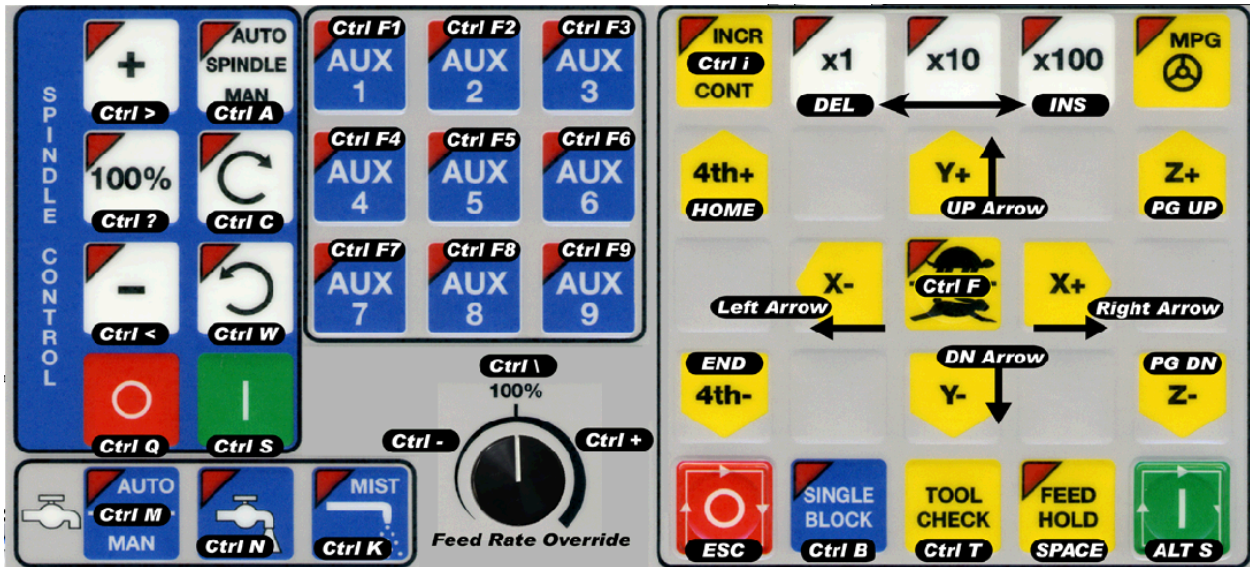 SPINDLE CONTROL
+
Ctrl >
AUTO
SPINDLE
MAN
Ctrl A
100%
Ctrl ?
Ctrl C
-
Ctrl <
Ctrl W
Ctrl Q
Ctrl S
AUTO
Ctrl M
MAN
Ctrl N
MIST
Ctrl K
Ctrl F1
AUX
1
Ctrl F2
AUX
2
Ctrl F3
AUX
3
Ctrl F4
AUX
4
Ctrl F5
AUX
5
Ctrl F6
AUX
6
Ctrl F7
AUX
7
Ctrl F8
AUX
8
Ctrl F9
AUX
9
Ctrl \
100%
Ctrl -
Ctrl +
Feed Rate Override
INCR
Ctrl i
CONT
x1
DEL
x10
x100
INS
MPG
4th+
HOME
Y+
UP Arrow
Z+
PG UP
X-
Left Arrow
Ctrl F
X+
Right Arrow
END
4th-
DN Arrow
Y-
PG DN
Z-
ESC
SINGLE
BLOCK
Ctrl B
TOOL
CHECK
Ctrl T
FEED
HOLD
SPACE
ALT S